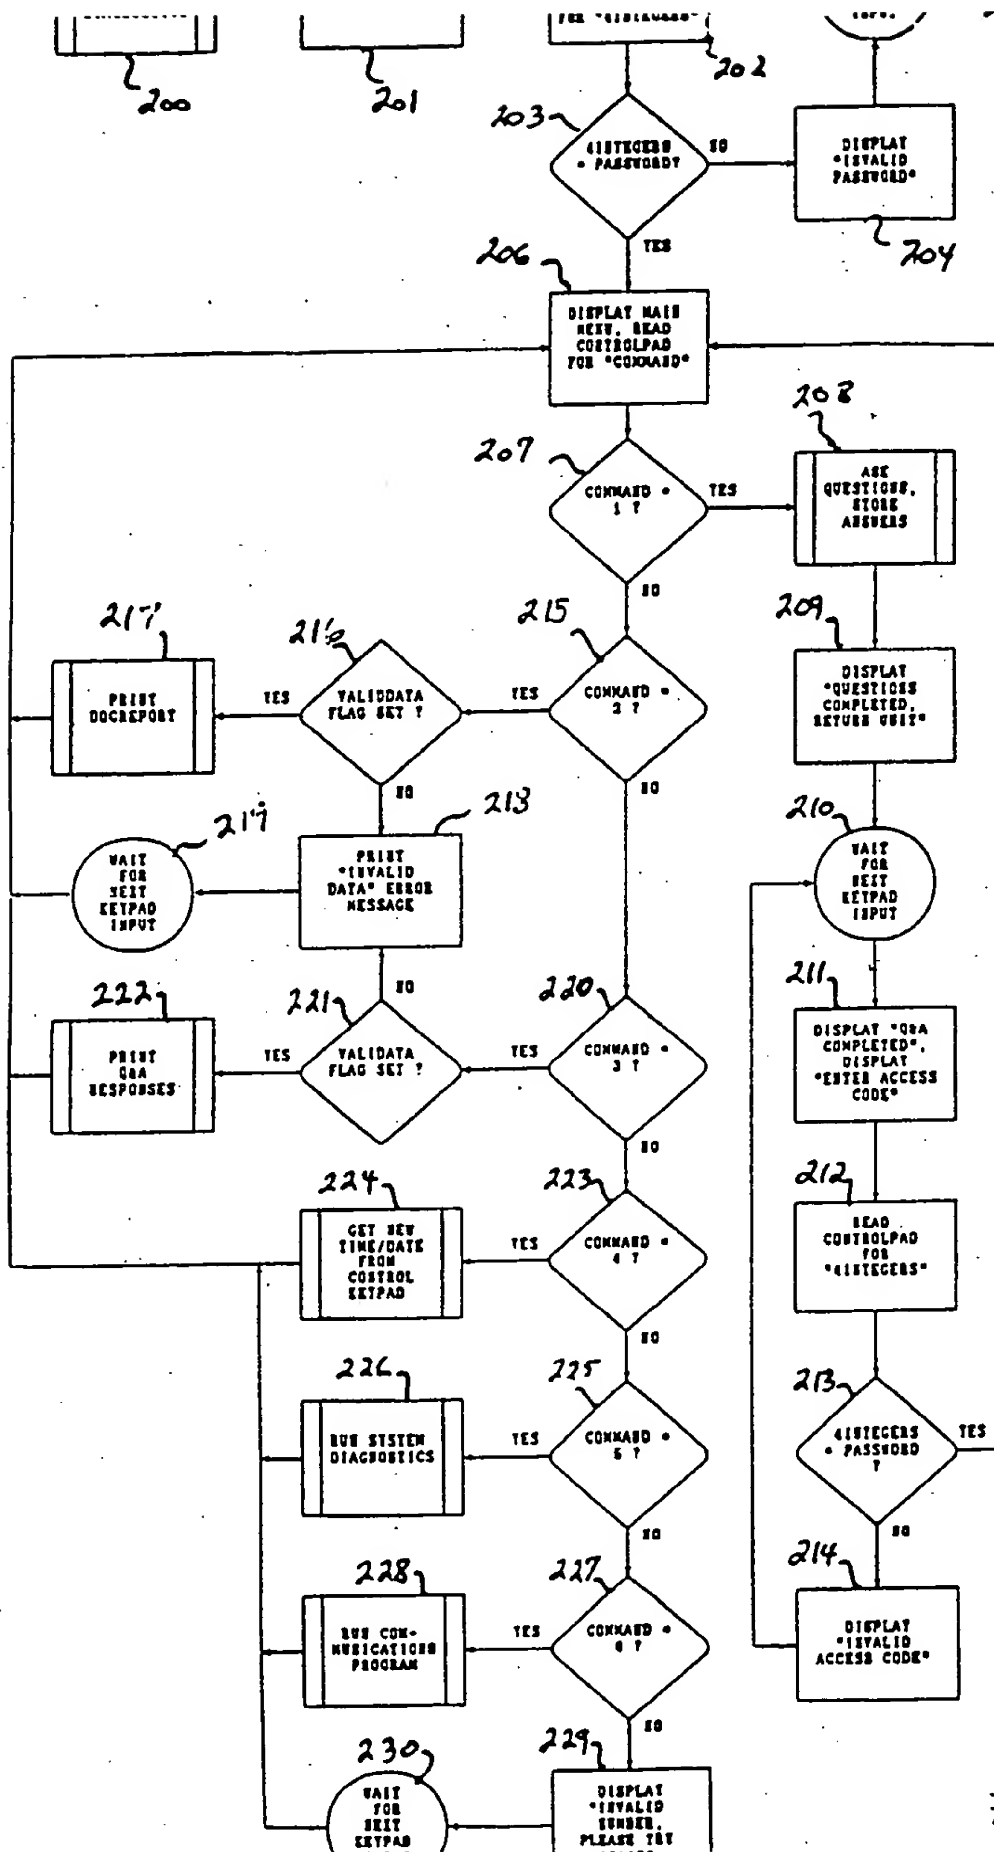 FOR "4INTEGERS"
INPUT
200
201
202
203
4INTEGERS
= PASSWORD?
NO
DISPLAY
"INVALID
PASSWORD"
204
YES
206
DISPLAY MAIN
MENU, READ
CONTROLPAD
FOR "COMMAND"
207
COMMAND =
1 ?
YES
208
ASK
QUESTIONS,
STORE
ANSWERS
NO
209
DISPLAY
"QUESTIONS
COMPLETED,
RETURN UNIT"
215
COMMAND =
2 ?
YES
216
VALIDDATA
FLAG SET ?
YES
217
PRINT
DOCREPORT
NO
NO
218
PRINT
"INVALID
DATA" ERROR
MESSAGE
219
WAIT
FOR
NEXT
KEYPAD
INPUT
210
WAIT
FOR
NEXT
KEYPAD
INPUT
211
DISPLAY "Q&A
COMPLETED",
DISPLAY
"ENTER ACCESS
CODE"
220
COMMAND =
3 ?
YES
221
NO
VALIDATA
FLAG SET ?
YES
222
PRINT
Q&A
RESPONSES
NO
212
READ
CONTROLPAD
FOR
"4INTEGERS"
223
COMMAND =
4 ?
YES
224
GET NEW
TIME/DATE
FROM
CONTROL
KEYPAD
NO
213
4INTEGERS
= PASSWORD
?
YES
NO
225
COMMAND =
5 ?
YES
226
RUN SYSTEM
DIAGNOSTICS
NO
214
DISPLAY
"INVALID
ACCESS CODE"
227
COMMAND =
6 ?
YES
228
RUN COM-
MUNICATIONS
PROGRAM
NO
229
DISPLAY
"INVALID
NUMBER,
PLEASE TRY
230
WAIT
FOR
NEXT
KEYPAD